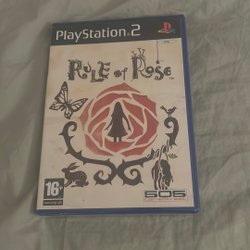 PlayStation 2
RULE of ROSE
16+
505